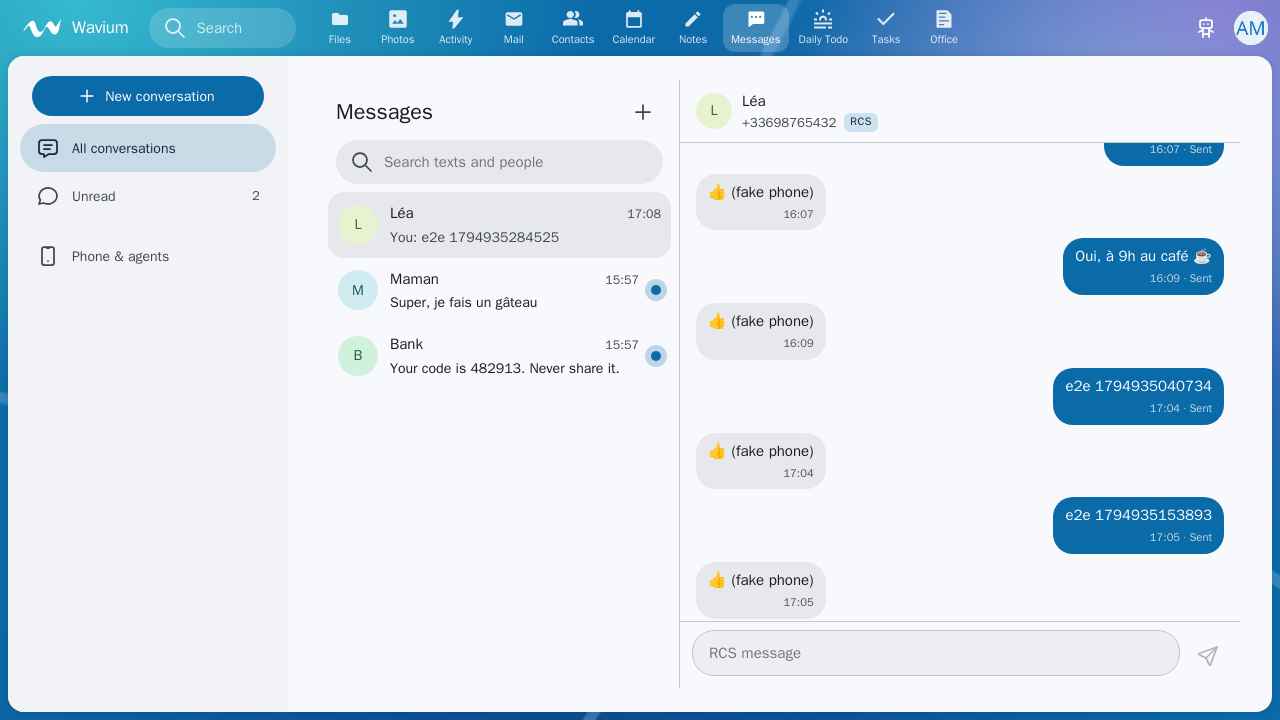 Wavium
Search
Files
Photos
Activity
Mail
Contacts
Calendar
Notes
Messages
Daily Todo
Tasks
Office
AM
New conversation
All conversations
Unread 2
Phone & agents
Messages
Search texts and people
L
Léa 17:08
You: e2e 1794935284525
M
Maman 15:57
Super, je fais un gâteau
B
Bank 15:57
Your code is 482913. Never share it.
L
Léa
+33698765432 RCS
16:07 · Sent
👍 (fake phone)
16:07
Oui, à 9h au café ☕
16:09 · Sent
👍 (fake phone)
16:09
e2e 1794935040734
17:04 · Sent
👍 (fake phone)
17:04
e2e 1794935153893
17:05 · Sent
👍 (fake phone)
17:05
RCS message